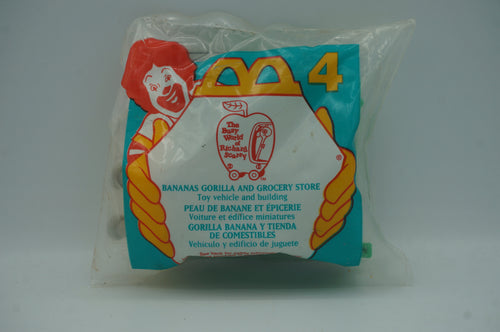 4
The
Busy
World
of
Richard
Scarry
™
®
BANANAS GORILLA AND GROCERY STORE
Toy vehicle and building
PEAU DE BANANE ET ÉPICERIE
Voiture et édifice miniatures
GORILLA BANANA Y TIENDA
DE COMESTIBLES
Vehículo y edificio de juguete